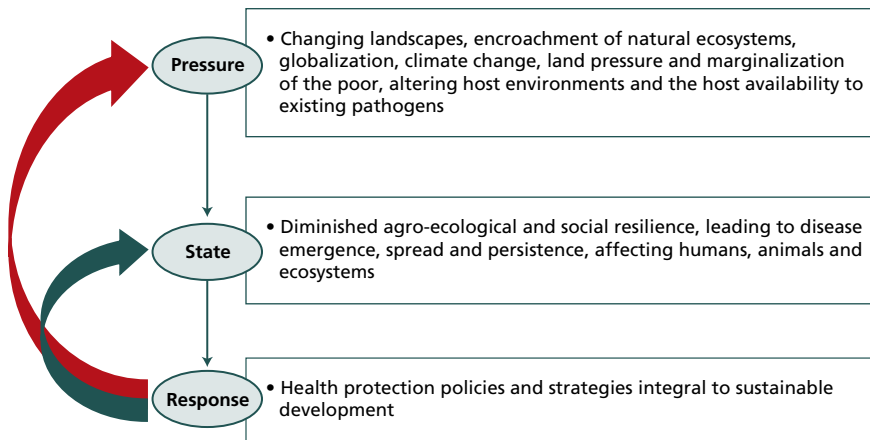 Pressure
• Changing landscapes, encroachment of natural ecosystems,
globalization, climate change, land pressure and marginalization
of the poor, altering host environments and the host availability to
existing pathogens
State
• Diminished agro-ecological and social resilience, leading to disease
emergence, spread and persistence, affecting humans, animals and
ecosystems
Response
• Health protection policies and strategies integral to sustainable
development